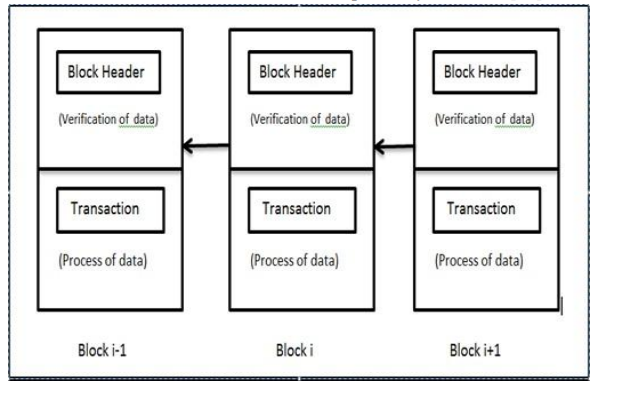 Block Header
(Verification of data)
Transaction
(Process of data)
Block i-1
Block Header
(Verification of data)
Transaction
(Process of data)
Block i
Block Header
(Verification of data)
Transaction
(Process of data)
Block i+1